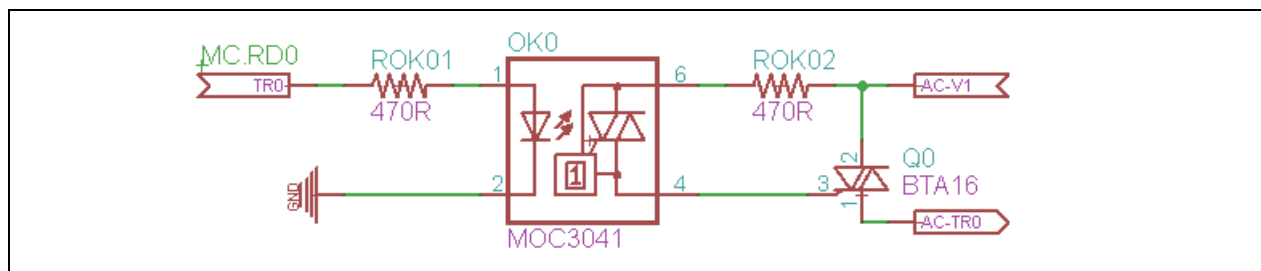 MC.RD0
TR0
ROK01
470R
OK0
1
2
1
6
4
MOC3041
ROK02
470R
AC-V1
2
3
1
Q0
BTA16
AC-TR0
GND